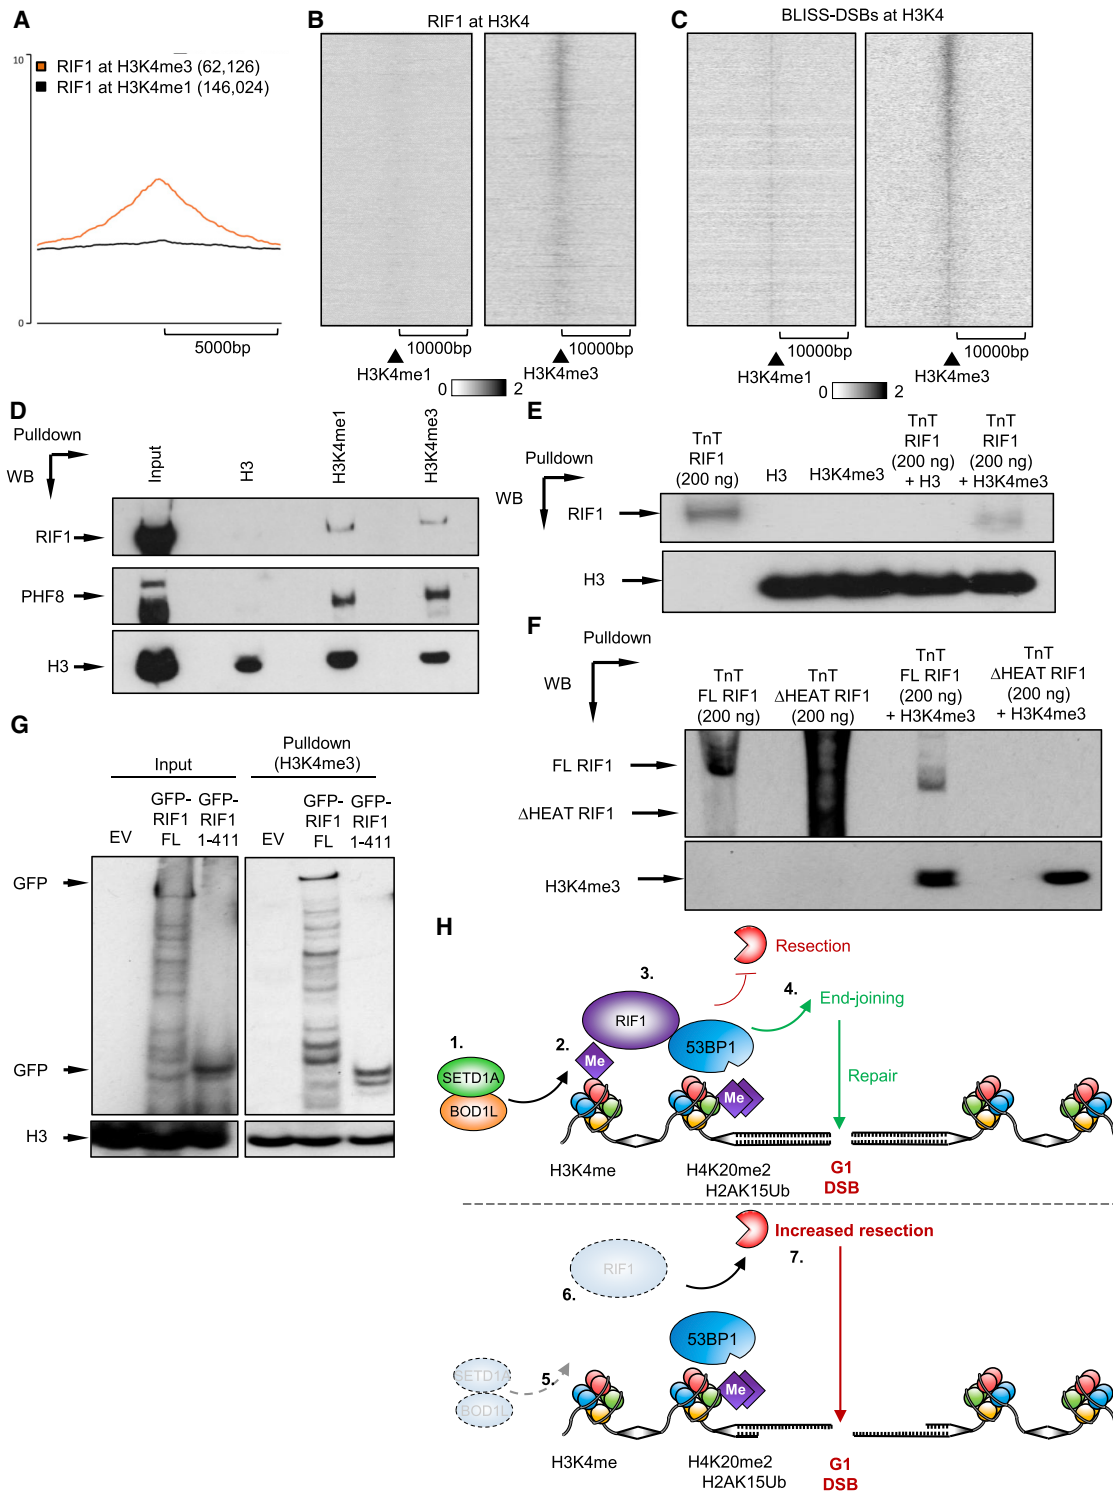 A
10
RIF1 at H3K4me3 (62,126)
RIF1 at H3K4me1 (146,024)
0
5000bp
B
RIF1 at H3K4
10000bp
10000bp
H3K4me1
H3K4me3
0
2
C
BLISS-DSBs at H3K4
10000bp
10000bp
H3K4me1
H3K4me3
0
2
D
Pulldown
WB
Input
H3
H3K4me1
H3K4me3
RIF1
PHF8
H3
E
Pulldown
WB
TnT
RIF1
(200 ng)
H3
H3K4me3
TnT
RIF1
(200 ng)
+ H3
TnT
RIF1
(200 ng)
+ H3K4me3
RIF1
H3
F
Pulldown
WB
TnT
FL RIF1
(200 ng)
TnT
ΔHEAT RIF1
(200 ng)
TnT
FL RIF1
(200 ng)
+ H3K4me3
TnT
ΔHEAT RIF1
(200 ng)
+ H3K4me3
FL RIF1
ΔHEAT RIF1
H3K4me3
G
Input
Pulldown
(H3K4me3)
EV
GFP-
RIF1
FL
GFP-
RIF1
1-411
EV
GFP-
RIF1
FL
GFP-
RIF1
1-411
GFP
GFP
H3
H
Resection
3.
4.
End-joining
RIF1
53BP1
1.
2.
Me
SETD1A
BOD1L
Repair
Me
H3K4me
H4K20me2
H2AK15Ub
G1
DSB
Increased resection
7.
RIF1
6.
53BP1
SETD1A
5.
BOD1L
Me
H3K4me
H4K20me2
H2AK15Ub
G1
DSB